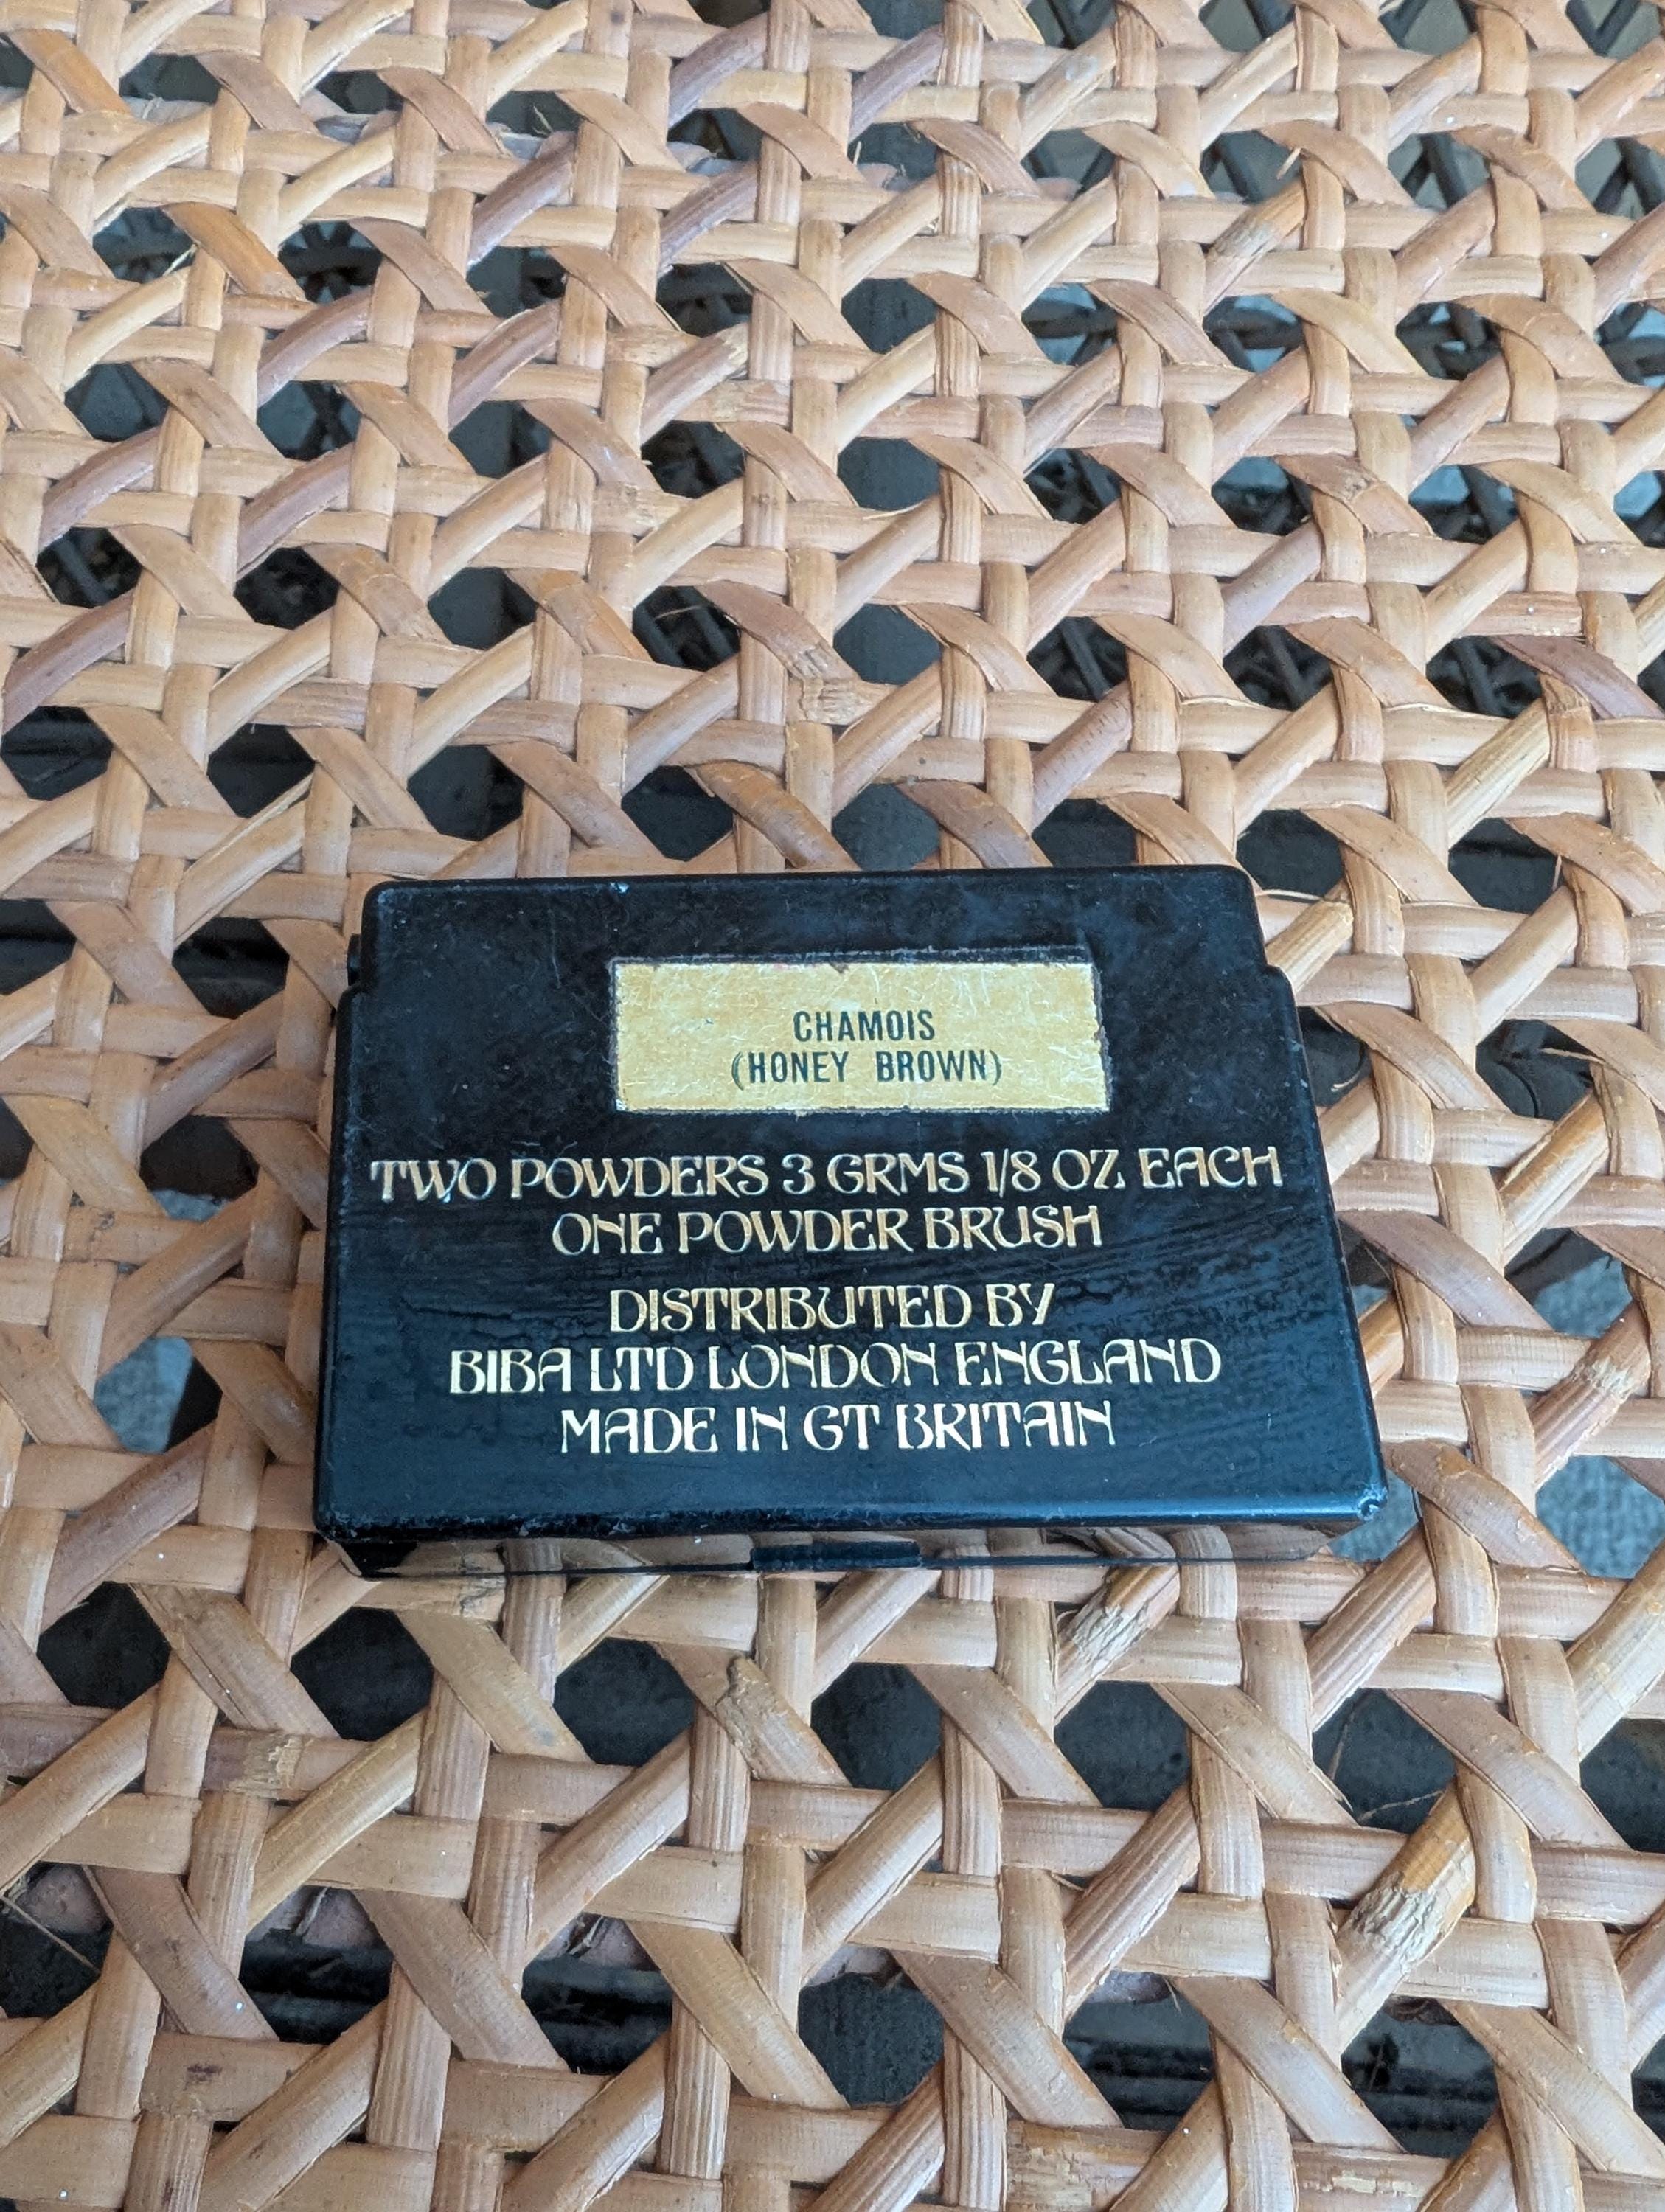 CHAMOIS
(HONEY BROWN)
TWO POWDERS 3 GRMS 1/8 OZ EACH
ONE POWDER BRUSH
DISTRIBUTED BY
BIBA LTD LONDON ENGLAND
MADE IN GT BRITAIN